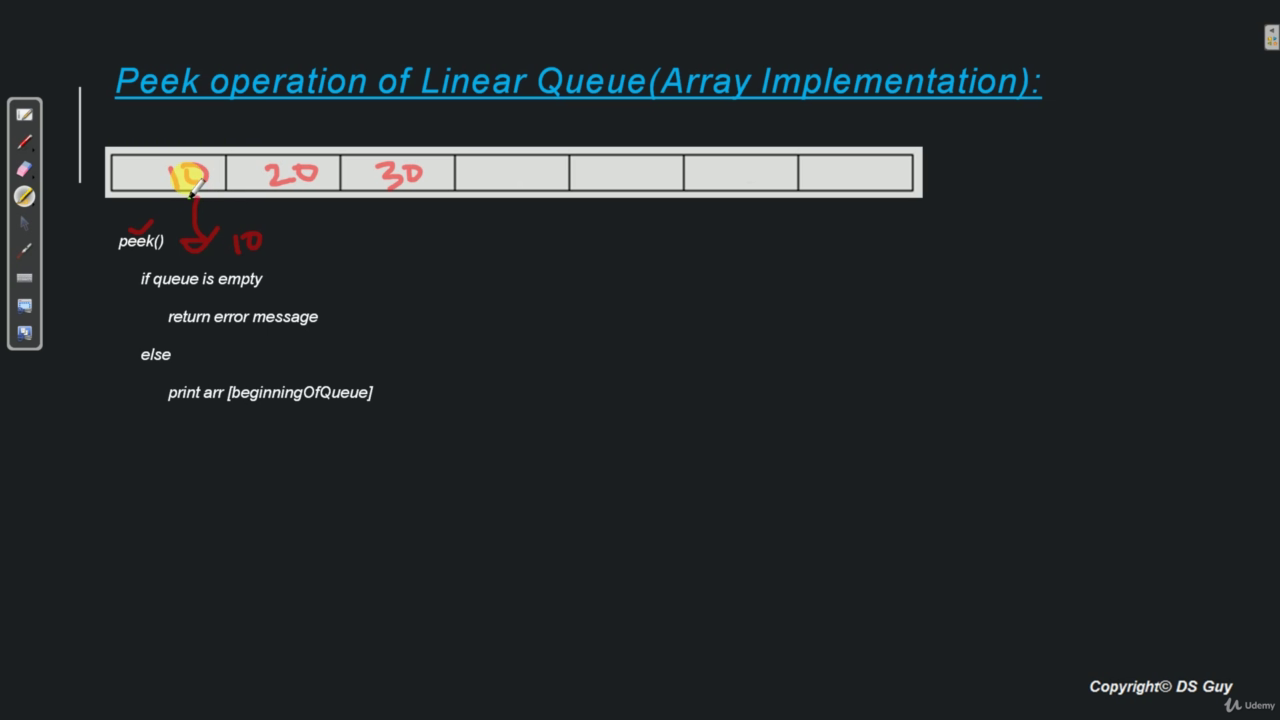 Peek operation of Linear Queue(Array Implementation):
10 20 30
peek() 10
if queue is empty
return error message
else
print arr [beginningOfQueue]
Copyright© DS Guy
Udemy